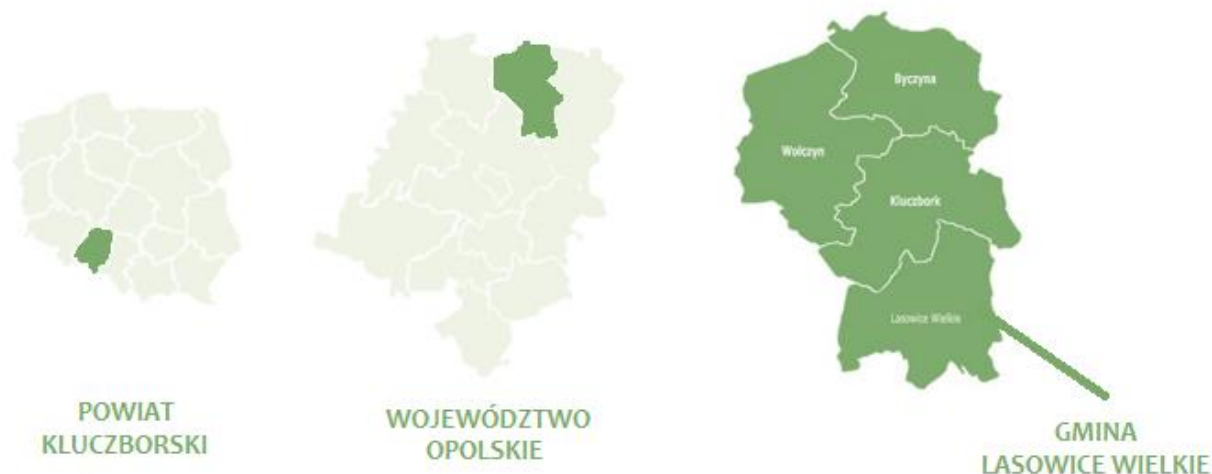 Byczyna
Wołczyn
Kluczbork
Lasowice Wielkie
POWIAT
KLUCZBORSKI
WOJEWÓDZTWO
OPOLSKIE
GMINA
LASOWICE WIELKIE